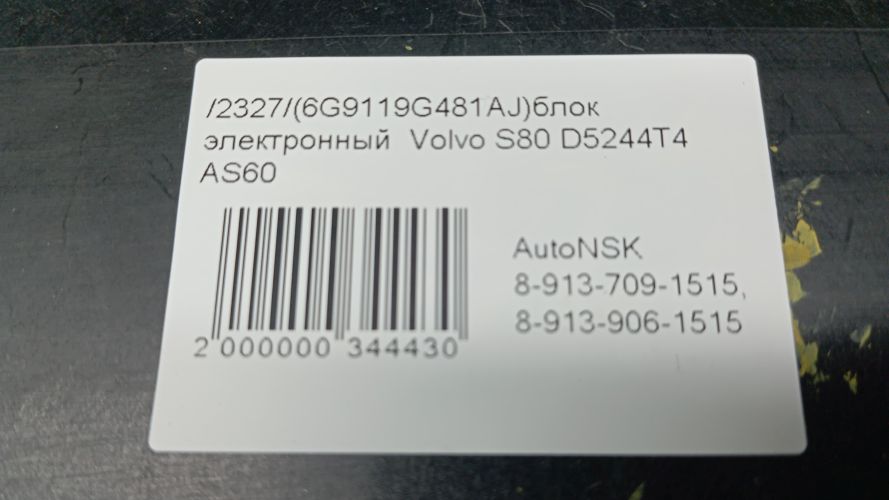 /2327/(6G9119G481AJ)блок
электронный Volvo S80 D5244T4
AS60
AutoNSK
8-913-709-1515,
8-913-906-1515
2 000000 344430